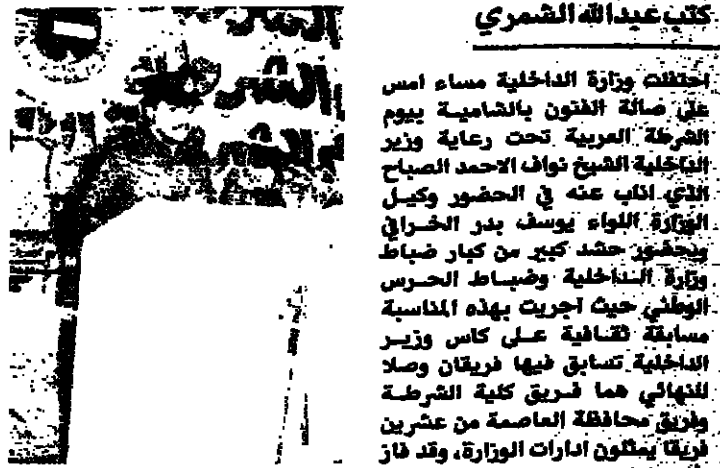 كتب عبدالله الشمري
احتفلت وزارة الداخلية مساء امس
على صالة الفنون بالشامية بيوم
الشرطة العربية تحت رعاية وزير
الداخلية الشيخ نواف الاحمد الصباح
الذي اناب عنه في الحضور وكيل
الوزارة اللواء يوسف بدر الخرافي
وبحضور حشد كبير من كبار ضباط
وزارة الداخلية وضباط الحرس
الوطني حيث اجريت بهذه المناسبة
مسابقة ثقافية على كاس وزير
الداخلية تسابق فيها فريقان وصلا
للنهائي هما فريق كلية الشرطة
وفريق محافظة العاصمة من عشرين
فريقا يمثلون ادارات الوزارة، وقد فاز